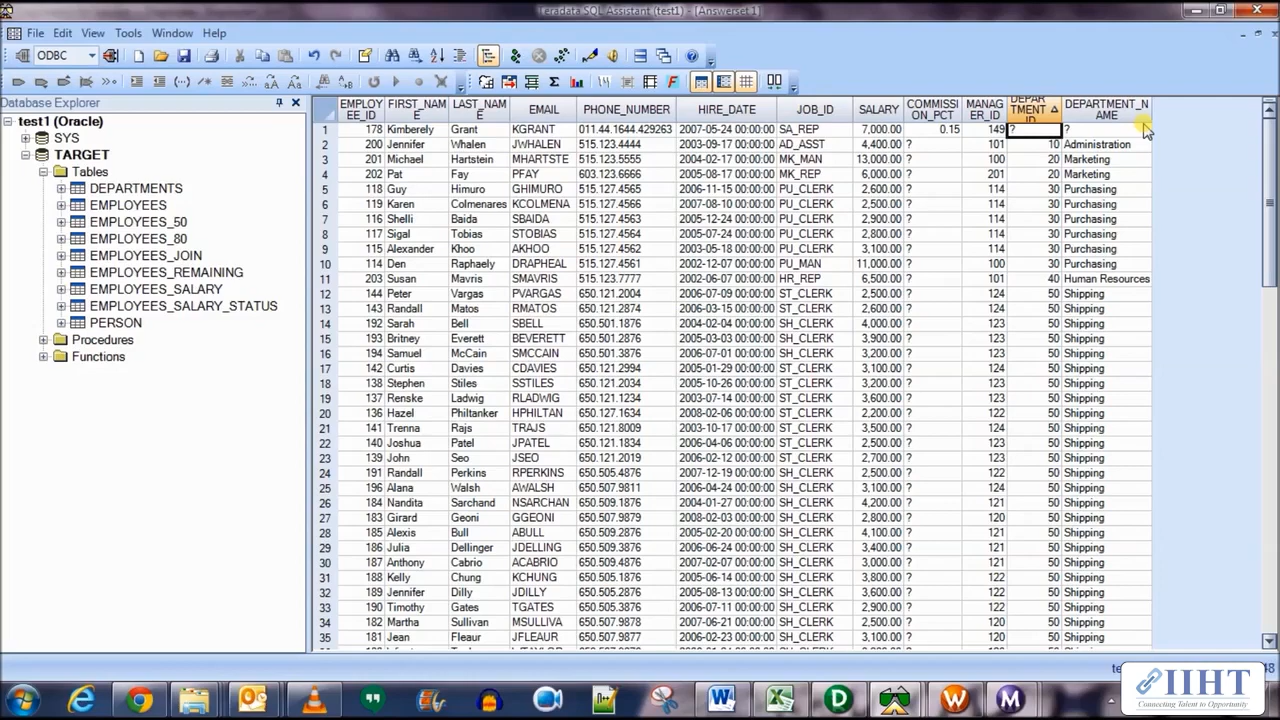 Teradata SQL Assistant (test1) - [Answerset 1]
File Edit View Tools Window Help
ODBC
Database Explorer
test1 (Oracle)
SYS
TARGET
Tables
DEPARTMENTS
EMPLOYEES
EMPLOYEES_50
EMPLOYEES_80
EMPLOYEES_JOIN
EMPLOYEES_REMAINING
EMPLOYEES_SALARY
EMPLOYEES_SALARY_STATUS
PERSON
Procedures
Functions
EMPLOYEE_ID FIRST_NAME LAST_NAME EMAIL PHONE_NUMBER HIRE_DATE JOB_ID SALARY COMMISSION_PCT MANAGER_ID DEPARTMENT_ID DEPARTMENT_NAME
1 178 Kimberely Grant KGRANT 011.44.1644.429263 2007-05-24 00:00:00 SA_REP 7,000.00 0.15 149 ? ?
2 200 Jennifer Whalen JWHALEN 515.123.4444 2003-09-17 00:00:00 AD_ASST 4,400.00 ? 101 10 Administration
3 201 Michael Hartstein MHARTSTE 515.123.5555 2004-02-17 00:00:00 MK_MAN 13,000.00 ? 100 20 Marketing
4 202 Pat Fay PFAY 603.123.6666 2005-08-17 00:00:00 MK_REP 6,000.00 ? 201 20 Marketing
5 118 Guy Himuro GHIMURO 515.127.4565 2006-11-15 00:00:00 PU_CLERK 2,600.00 ? 114 30 Purchasing
6 119 Karen Colmenares KCOLMENA 515.127.4566 2007-08-10 00:00:00 PU_CLERK 2,500.00 ? 114 30 Purchasing
7 116 Shelli Baida SBAIDA 515.127.4563 2005-12-24 00:00:00 PU_CLERK 2,900.00 ? 114 30 Purchasing
8 117 Sigal Tobias STOBIAS 515.127.4564 2005-07-24 00:00:00 PU_CLERK 2,800.00 ? 114 30 Purchasing
9 115 Alexander Khoo AKHOO 515.127.4562 2003-05-18 00:00:00 PU_CLERK 3,100.00 ? 114 30 Purchasing
10 114 Den Raphaely DRAPHEAL 515.127.4561 2002-12-07 00:00:00 PU_MAN 11,000.00 ? 100 30 Purchasing
11 203 Susan Mavris SMAVRIS 515.123.7777 2002-06-07 00:00:00 HR_REP 6,500.00 ? 101 40 Human Resources
12 144 Peter Vargas PVARGAS 650.121.2004 2006-07-09 00:00:00 ST_CLERK 2,500.00 ? 124 50 Shipping
13 143 Randall Matos RMATOS 650.121.2874 2006-03-15 00:00:00 ST_CLERK 2,600.00 ? 124 50 Shipping
14 192 Sarah Bell SBELL 650.501.1876 2004-02-04 00:00:00 SH_CLERK 4,000.00 ? 123 50 Shipping
15 193 Britney Everett BEVERETT 650.501.2876 2005-03-03 00:00:00 SH_CLERK 3,900.00 ? 123 50 Shipping
16 194 Samuel McCain SMCCAIN 650.501.3876 2006-07-01 00:00:00 SH_CLERK 3,200.00 ? 123 50 Shipping
17 142 Curtis Davies CDAVIES 650.121.2994 2005-01-29 00:00:00 ST_CLERK 3,100.00 ? 124 50 Shipping
18 138 Stephen Stiles SSTILES 650.121.2034 2005-10-26 00:00:00 ST_CLERK 3,200.00 ? 123 50 Shipping
19 137 Renske Ladwig RLADWIG 650.121.1234 2003-07-14 00:00:00 ST_CLERK 3,600.00 ? 123 50 Shipping
20 136 Hazel Philtanker HPHILTAN 650.127.1634 2008-02-06 00:00:00 ST_CLERK 2,200.00 ? 122 50 Shipping
21 141 Trenna Rajs TRAJS 650.121.8009 2003-10-17 00:00:00 ST_CLERK 3,500.00 ? 124 50 Shipping
22 140 Joshua Patel JPATEL 650.121.1834 2006-04-06 00:00:00 ST_CLERK 2,500.00 ? 123 50 Shipping
23 139 John Seo JSEO 650.121.2019 2006-02-12 00:00:00 ST_CLERK 2,700.00 ? 123 50 Shipping
24 191 Randall Perkins RPERKINS 650.505.4876 2007-12-19 00:00:00 SH_CLERK 2,500.00 ? 122 50 Shipping
25 196 Alana Walsh AWALSH 650.507.9811 2006-04-24 00:00:00 SH_CLERK 3,100.00 ? 124 50 Shipping
26 184 Nandita Sarchand NSARCHAN 650.509.1876 2004-01-27 00:00:00 SH_CLERK 4,200.00 ? 121 50 Shipping
27 183 Girard Geoni GGEONI 650.507.9879 2008-02-03 00:00:00 SH_CLERK 2,800.00 ? 120 50 Shipping
28 185 Alexis Bull ABULL 650.509.2876 2005-02-20 00:00:00 SH_CLERK 4,100.00 ? 121 50 Shipping
29 186 Julia Dellinger JDELLING 650.509.3876 2006-06-24 00:00:00 SH_CLERK 3,400.00 ? 121 50 Shipping
30 187 Anthony Cabrio ACABRIO 650.509.4876 2007-02-07 00:00:00 SH_CLERK 3,000.00 ? 121 50 Shipping
31 188 Kelly Chung KCHUNG 650.505.1876 2005-06-14 00:00:00 SH_CLERK 3,800.00 ? 122 50 Shipping
32 189 Jennifer Dilly JDILLY 650.505.2876 2005-08-13 00:00:00 SH_CLERK 3,600.00 ? 122 50 Shipping
33 190 Timothy Gates TGATES 650.505.3876 2006-07-11 00:00:00 SH_CLERK 2,900.00 ? 122 50 Shipping
34 182 Martha Sullivan MSULLIVA 650.507.9878 2007-06-21 00:00:00 SH_CLERK 2,500.00 ? 120 50 Shipping
35 181 Jean Fleaur JFLEAUR 650.507.9877 2006-02-23 00:00:00 SH_CLERK 3,100.00 ? 120 50 Shipping
IIHT
Connecting Talent to Opportunity